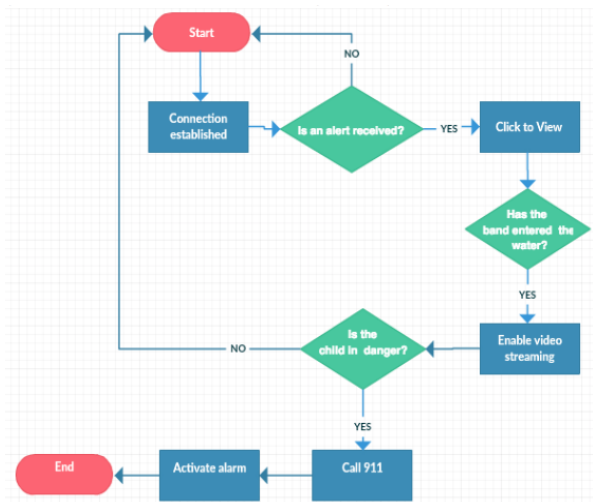 Start
NO
Connection
established
Is an alert received?
YES
Click to View
Has the
band entered the
water?
YES
Enable video
streaming
Is the
child in danger?
NO
YES
Call 911
Activate alarm
End